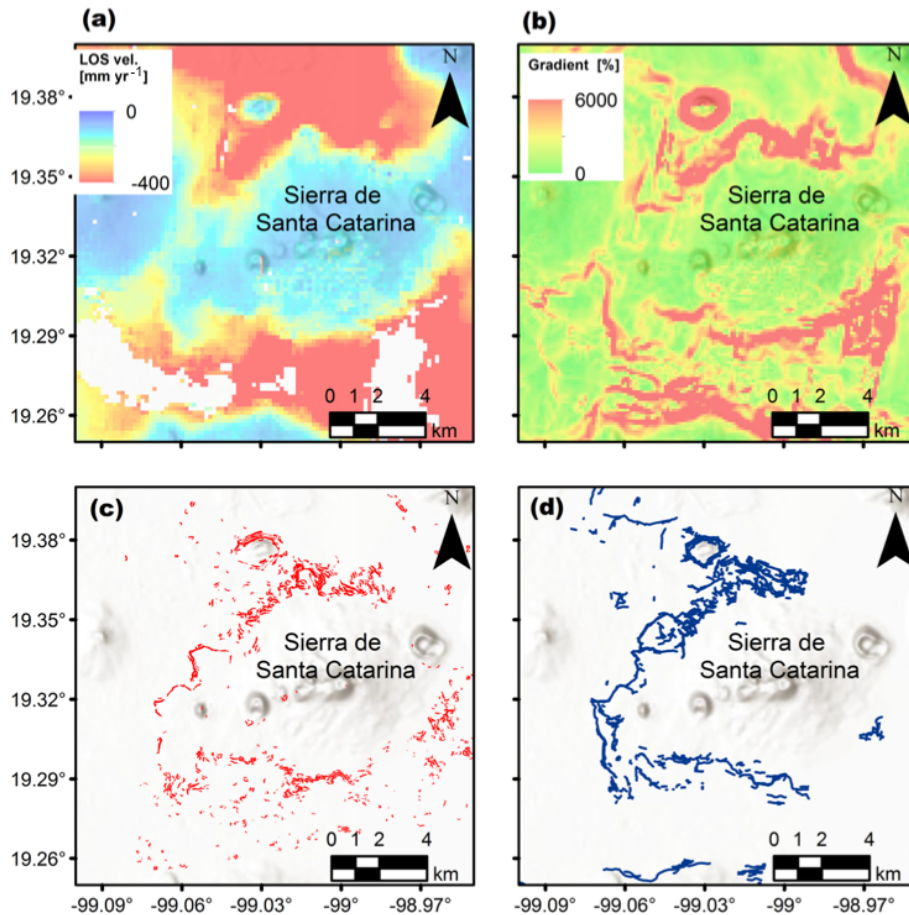 (a)
N
LOS vel.
[mm yr⁻¹]
0
-400
Sierra de
Santa Catarina
0 1 2 4
km
19.38°
19.35°
19.32°
19.29°
19.26°
(b)
N
Gradient [%]
6000
0
Sierra de
Santa Catarina
0 1 2 4
km
(c)
N
Sierra de
Santa Catarina
0 1 2 4
km
19.38°
19.35°
19.32°
19.29°
19.26°
-99.09° -99.06° -99.03° -99° -98.97°
(d)
N
Sierra de
Santa Catarina
0 1 2 4
km
-99.09° -99.06° -99.03° -99° -98.97°